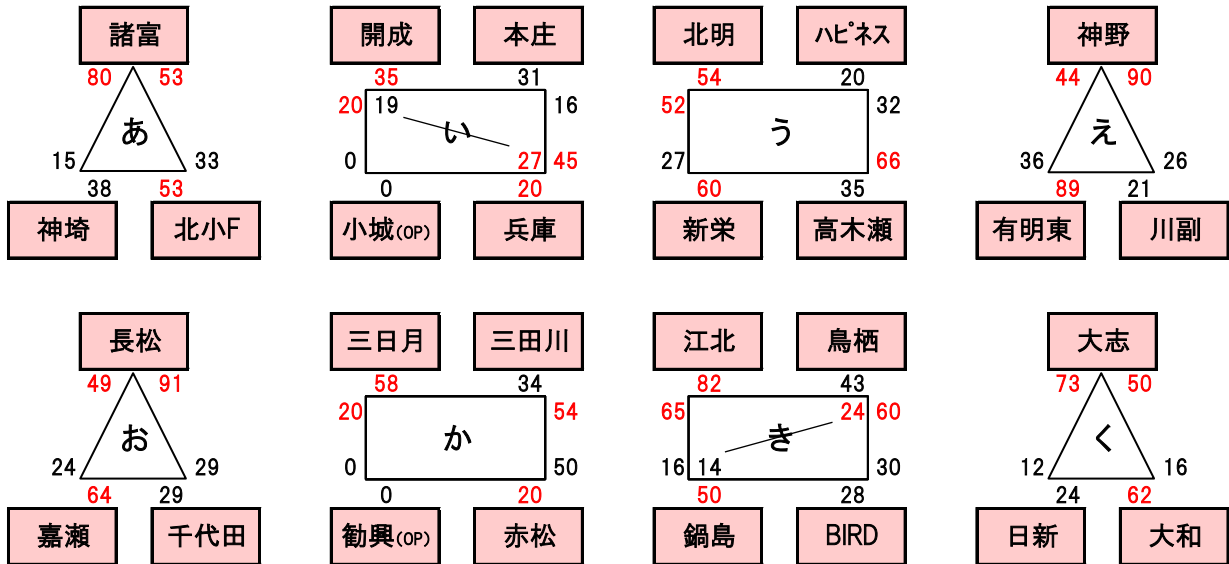 諸富 開成 本庄 北明 ハピネス 神野
80 53 35 31 54 20 44 90
20 19 16 52 32
あ い う え
15 33 0 27 45 27 66 36 26
38 53 0 20 60 35 89 21
神埼 北小F 小城(OP) 兵庫 新栄 高木瀬 有明東 川副
長松 三日月 三田川 江北 鳥栖 大志
49 91 58 34 82 43 73 50
20 54 65 24 60
お か き く
24 29 0 50 16 14 30 12 16
64 29 0 20 50 28 24 62
嘉瀬 千代田 勧興(OP) 赤松 鍋島 BIRD 日新 大和